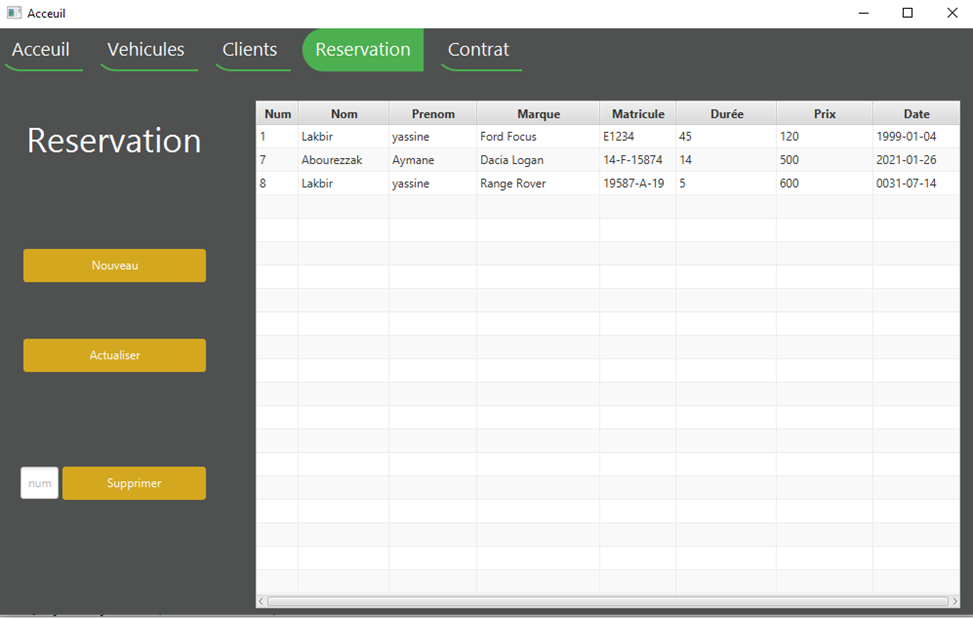 Acceuil
Acceuil Vehicules Clients Reservation Contrat
Reservation
Nouveau
Actualiser
num Supprimer
Num Nom Prenom Marque Matricule Durée Prix Date
1 Lakbir yassine Ford Focus E1234 45 120 1999-01-04
7 Abourezzak Aymane Dacia Logan 14-F-15874 14 500 2021-01-26
8 Lakbir yassine Range Rover 19587-A-19 5 600 0031-07-14